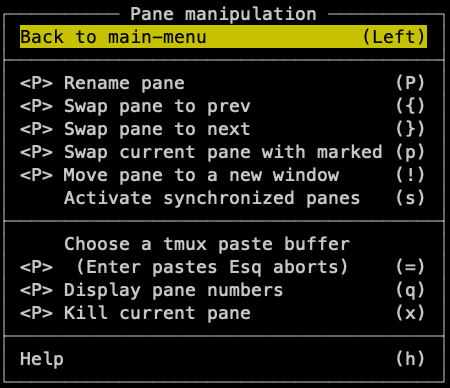 Pane manipulation
Back to main-menu (Left)
<P> Rename pane (P)
<P> Swap pane to prev ({)
<P> Swap pane to next (})
<P> Swap current pane with marked (p)
<P> Move pane to a new window (!)
Activate synchronized panes (s)
Choose a tmux paste buffer
<P> (Enter pastes Esq aborts) (=)
<P> Display pane numbers (q)
<P> Kill current pane (x)
Help (h)